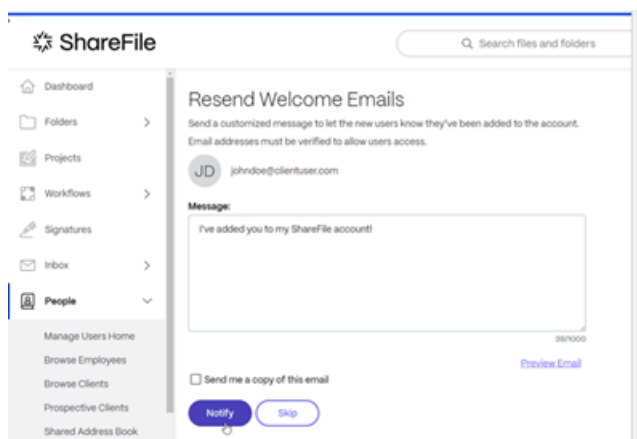 ShareFile
Search files and folders
Dashboard
Folders
Projects
Workflows
Signatures
Inbox
People
Manage Users Home
Browse Employees
Browse Clients
Prospective Clients
Shared Address Book
Resend Welcome Emails
Send a customized message to let the new users know they've been added to the account.
Email addresses must be verified to allow users access.
JD
johndoe@clientuser.com
Message:
I've added you to my ShareFile account!
39/1000
Preview Email
Send me a copy of this email
Notify
Skip